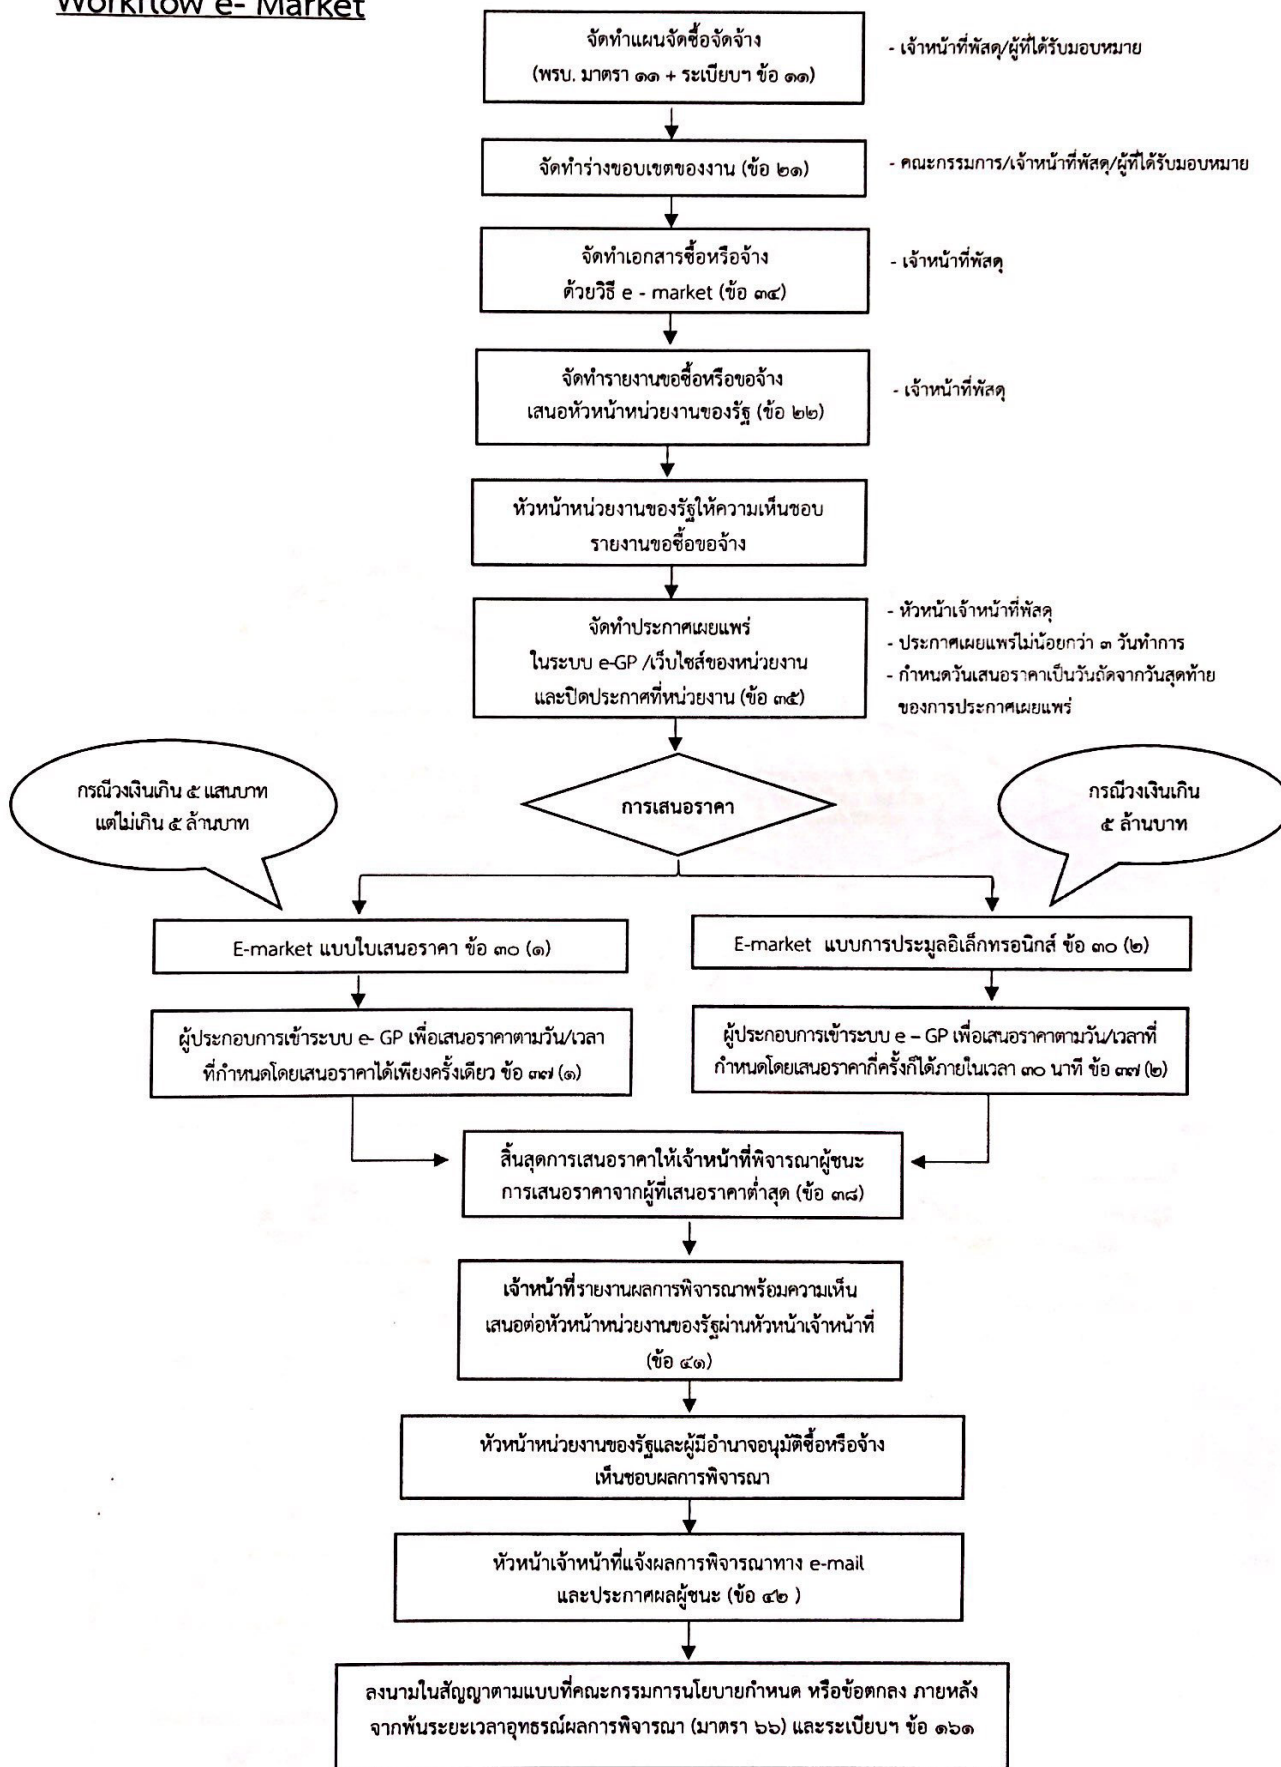 Workflow e- Market
จัดทำแผนจัดซื้อจัดจ้าง
(พรบ. มาตรา ๑๑ + ระเบียบฯ ข้อ ๑๑)
- เจ้าหน้าที่พัสดุ/ผู้ที่ได้รับมอบหมาย
จัดทำร่างขอบเขตของงาน (ข้อ ๒๑)
- คณะกรรมการ/เจ้าหน้าที่พัสดุ/ผู้ที่ได้รับมอบหมาย
จัดทำเอกสารซื้อหรือจ้าง
ด้วยวิธี e - market (ข้อ ๓๔)
- เจ้าหน้าที่พัสดุ
จัดทำรายงานขอซื้อหรือขอจ้าง
เสนอหัวหน้าหน่วยงานของรัฐ (ข้อ ๒๒)
- เจ้าหน้าที่พัสดุ
หัวหน้าหน่วยงานของรัฐให้ความเห็นชอบ
รายงานขอซื้อขอจ้าง
จัดทำประกาศเผยแพร่
ในระบบ e-GP /เว็บไซส์ของหน่วยงาน
และปิดประกาศที่หน่วยงาน (ข้อ ๓๕)
- หัวหน้าเจ้าหน้าที่พัสดุ
- ประกาศเผยแพร่ไม่น้อยกว่า ๓ วันทำการ
- กำหนดวันเสนอราคาเป็นวันถัดจากวันสุดท้าย
ของการประกาศเผยแพร่
กรณีวงเงินเกิน ๕ แสนบาท
แต่ไม่เกิน ๕ ล้านบาท
การเสนอราคา
กรณีวงเงินเกิน
๕ ล้านบาท
E-market แบบใบเสนอราคา ข้อ ๓๐ (๑)
E-market แบบการประมูลอิเล็กทรอนิกส์ ข้อ ๓๐ (๒)
ผู้ประกอบการเข้าระบบ e- GP เพื่อเสนอราคาตามวัน/เวลา
ที่กำหนดโดยเสนอราคาได้เพียงครั้งเดียว ข้อ ๓๗ (๑)
ผู้ประกอบการเข้าระบบ e – GP เพื่อเสนอราคาตามวัน/เวลาที่
กำหนดโดยเสนอราคากี่ครั้งก็ได้ภายในเวลา ๓๐ นาที ข้อ ๓๗ (๒)
สิ้นสุดการเสนอราคาให้เจ้าหน้าที่พิจารณาผู้ชนะ
การเสนอราคาจากผู้ที่เสนอราคาต่ำสุด (ข้อ ๓๘)
เจ้าหน้าที่รายงานผลการพิจารณาพร้อมความเห็น
เสนอต่อหัวหน้าหน่วยงานของรัฐผ่านหัวหน้าเจ้าหน้าที่
(ข้อ ๔๑)
หัวหน้าหน่วยงานของรัฐและผู้มีอำนาจอนุมัติซื้อหรือจ้าง
เห็นชอบผลการพิจารณา
หัวหน้าเจ้าหน้าที่แจ้งผลการพิจารณาทาง e-mail
และประกาศผลผู้ชนะ (ข้อ ๔๒ )
ลงนามในสัญญาตามแบบที่คณะกรรมการนโยบายกำหนด หรือข้อตกลง ภายหลัง
จากพ้นระยะเวลาอุทธรณ์ผลการพิจารณา (มาตรา ๖๖) และระเบียบฯ ข้อ ๑๖๑